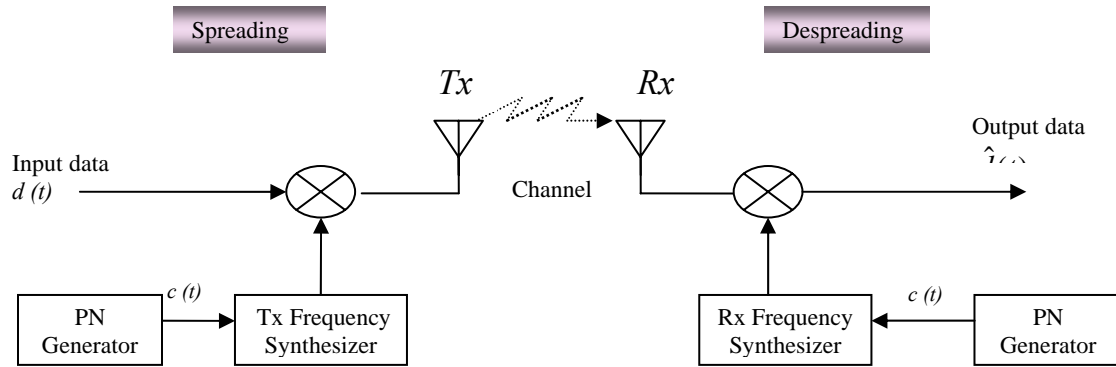 Spreading
Despreading
Tx
Rx
Input data
d (t)
Channel
Output data
PN
Generator
c (t)
Tx Frequency
Synthesizer
Rx Frequency
Synthesizer
c (t)
PN
Generator